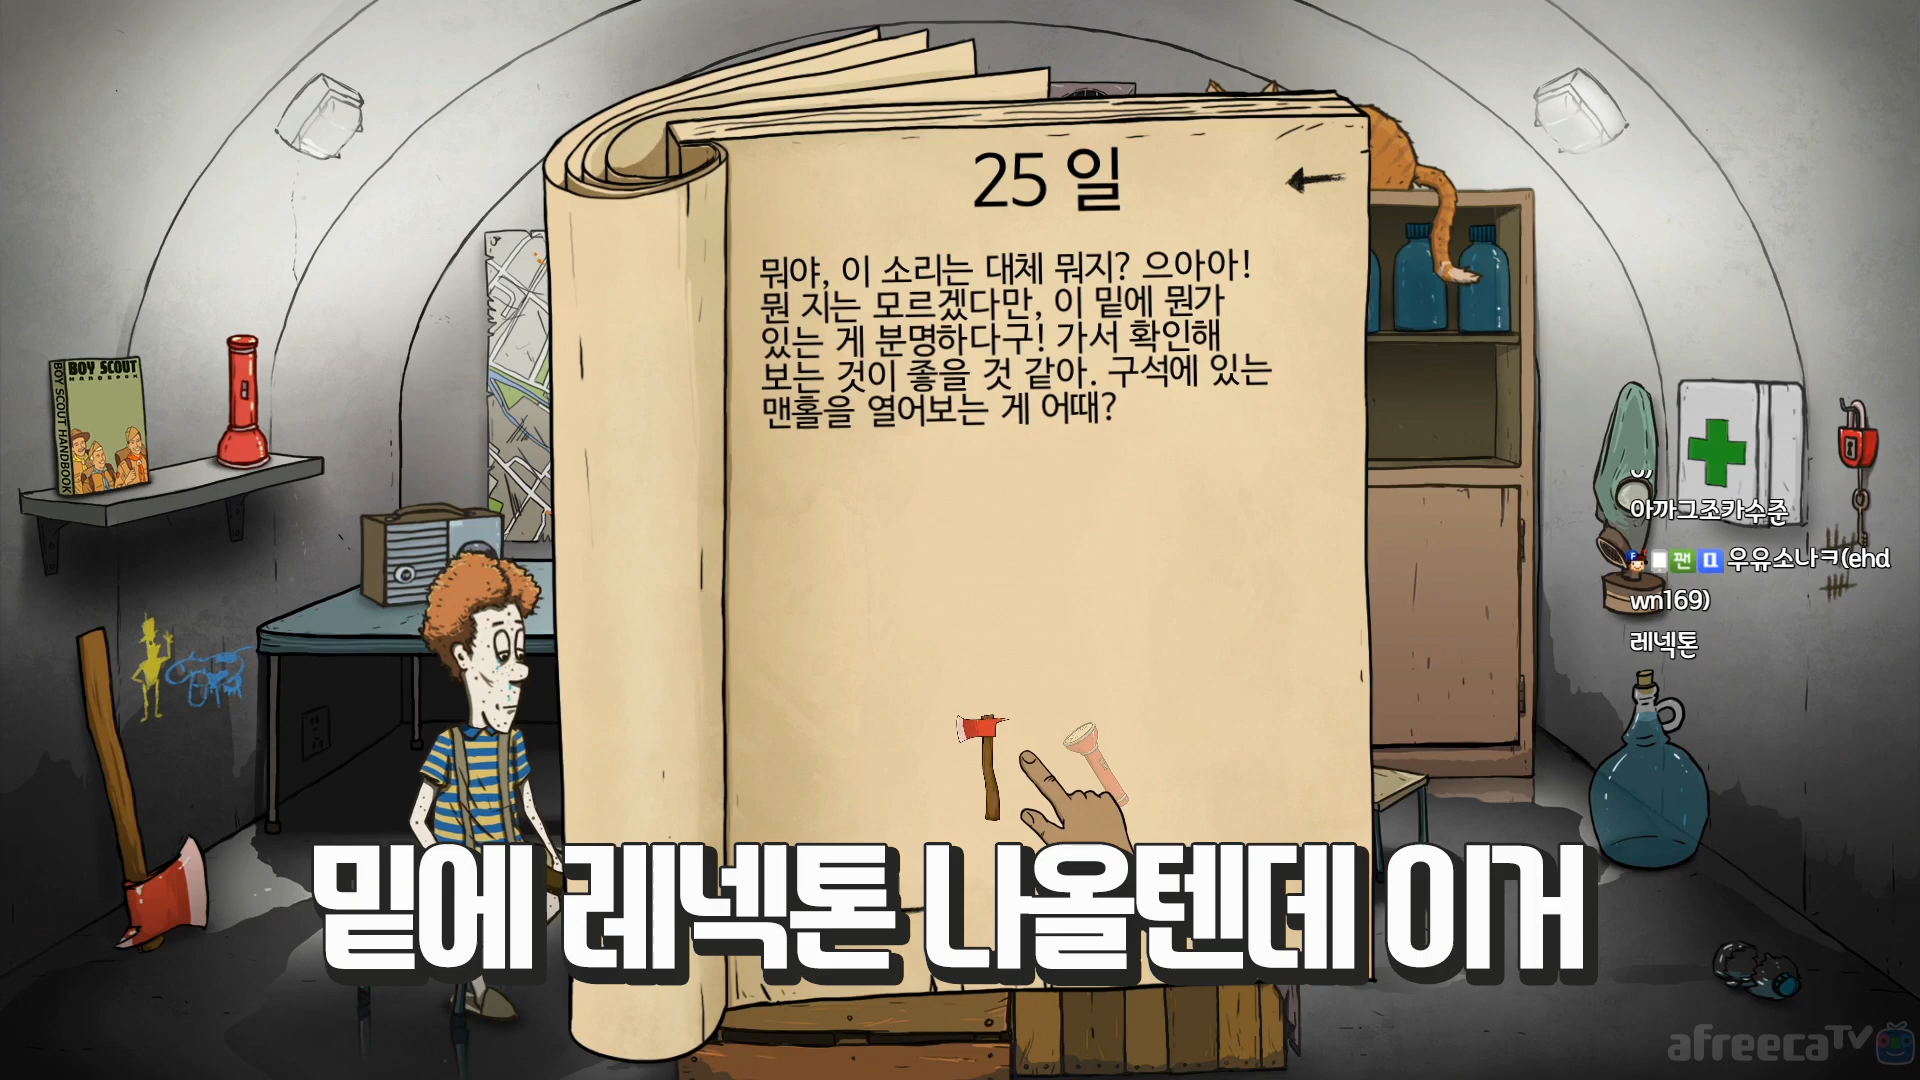 25 일
뭐야, 이 소리는 대체 뭐지? 으아아!
뭔 지는 모르겠다만, 이 밑에 뭔가
있는 게 분명하다구! 가서 확인해
보는 것이 좋을 것 같아. 구석에 있는
맨홀을 열어보는 게 어때?
BOY SCOUT
HANDBOOK
BOY SCOUT HANDBOOK
아까그조카수준
F 팬 우유소나ㅋ(ehd
wn169)
레넥톤
밑에 레넥톤 나올텐데 이거
afreecaTV